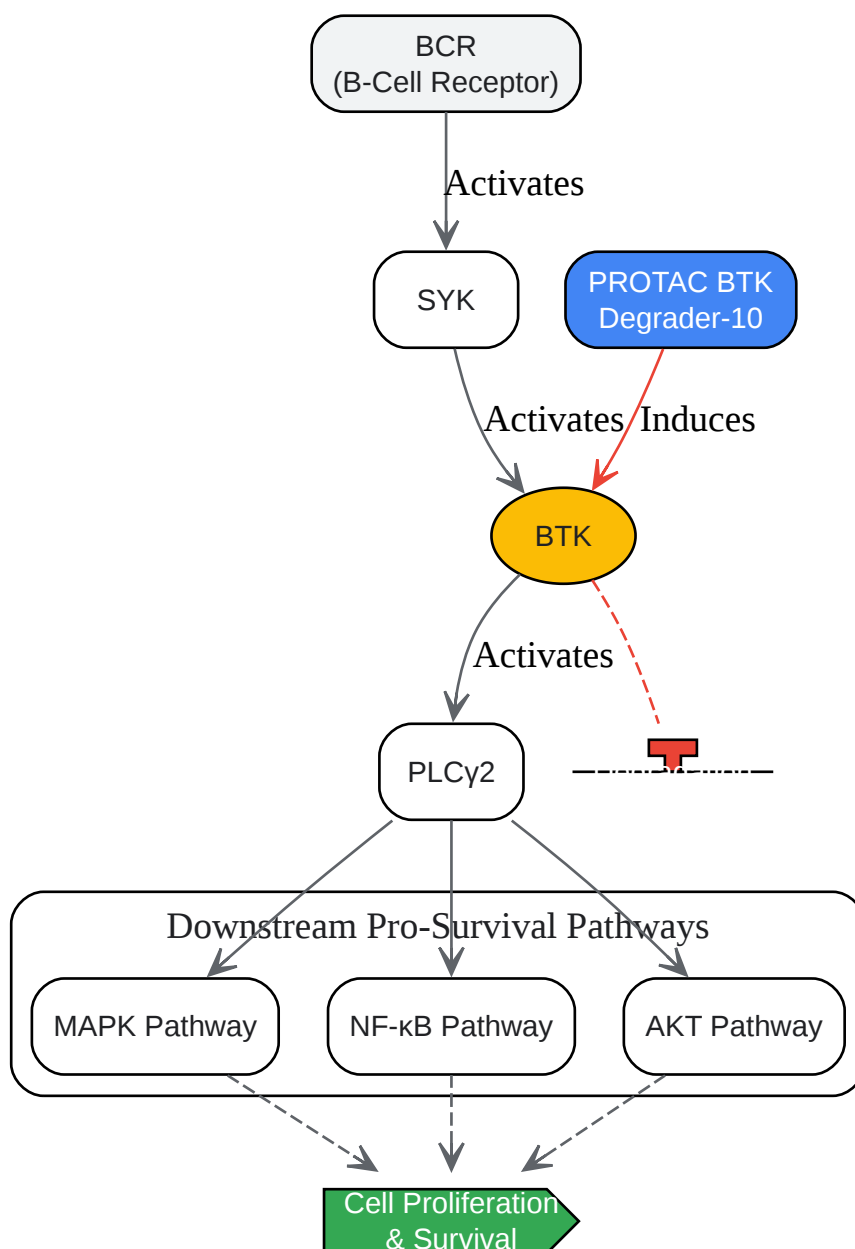 BCR
(B-Cell Receptor)
Activates
SYK
PROTAC BTK
Degrader-10
Activates
Induces
BTK
Activates
PLCγ2
Downstream Pro-Survival Pathways
MAPK Pathway
NF-κB Pathway
AKT Pathway
Cell Proliferation
& Survival